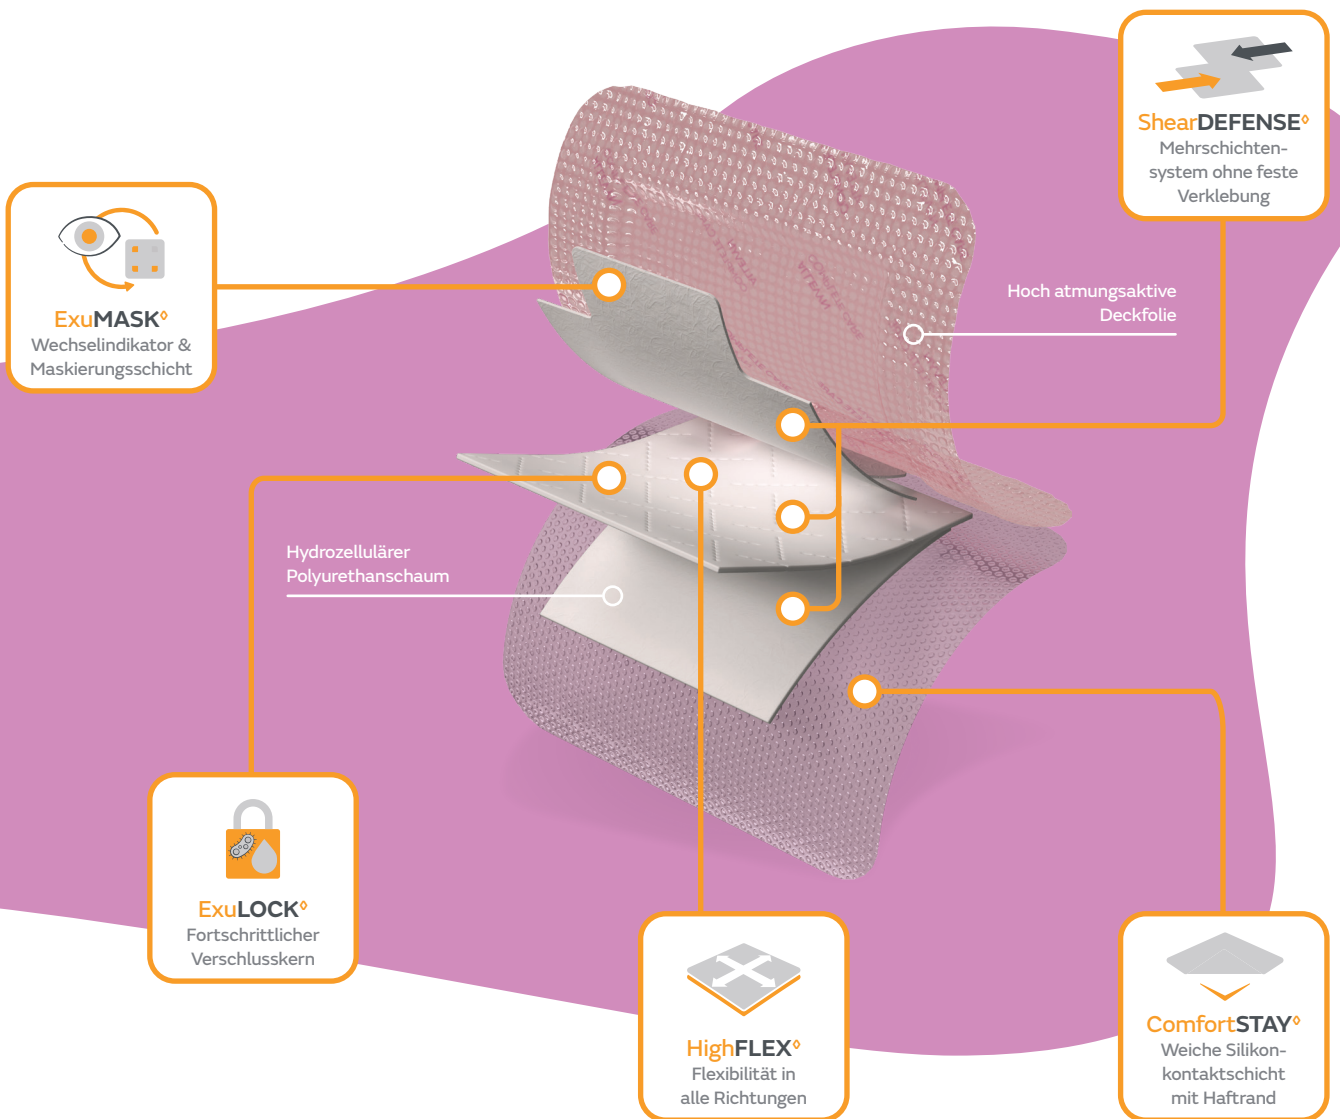 ShearDEFENSE◊
Mehrschichten-
system ohne feste
Verklebung
ExuMASK◊
Wechselindikator &
Maskierungsschicht
Hoch atmungsaktive
Deckfolie
Hydrozellulärer
Polyurethanschaum
ExuLOCK◊
Fortschrittlicher
Verschlusskern
HighFLEX◊
Flexibilität in
alle Richtungen
ComfortSTAY◊
Weiche Silikon-
kontaktschicht
mit Haftrand